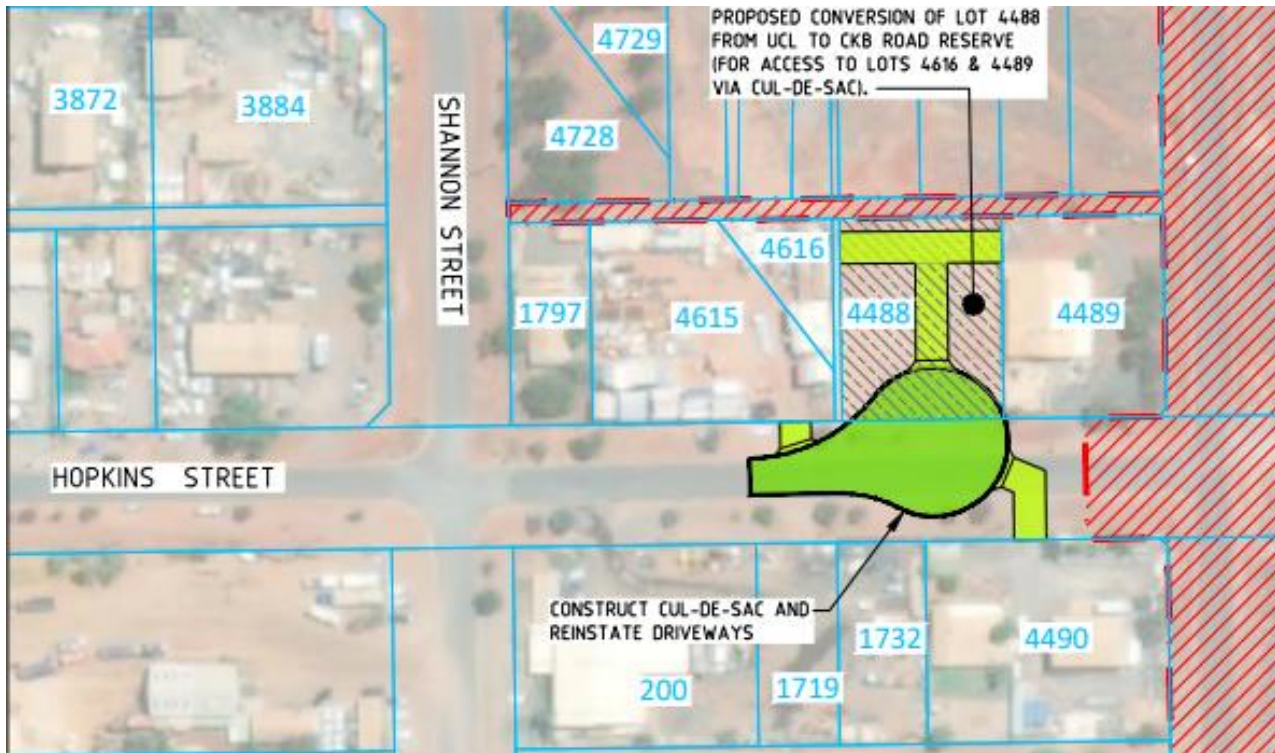 PROPOSED CONVERSION OF LOT 4488
FROM UCL TO CKB ROAD RESERVE
(FOR ACCESS TO LOTS 4616 & 4489
VIA CUL-DE-SAC).
4729
3872
3884
SHANNON STREET
4728
4616
1797
4615
4488
4489
HOPKINS STREET
CONSTRUCT CUL-DE-SAC AND
REINSTATE DRIVEWAYS
1732
4490
200
1719